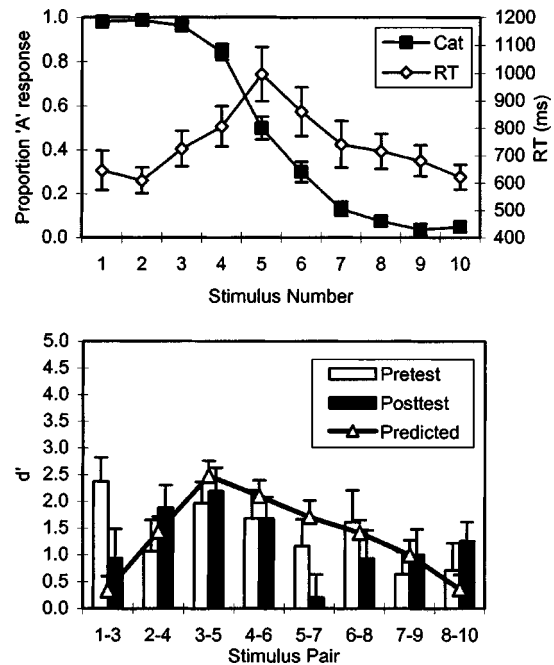 1.0 1200
0.8 1100
1000
0.6 900
800
0.4 700
0.2 600
500
0.0 400
Proportion 'A' response
RT (ms)
Cat
RT
1 2 3 4 5 6 7 8 9 10
Stimulus Number
5.0
4.5
4.0
3.5
3.0
2.5
2.0
1.5
1.0
0.5
0.0
d'
Pretest
Posttest
Predicted
1-3 2-4 3-5 4-6 5-7 6-8 7-9 8-10
Stimulus Pair